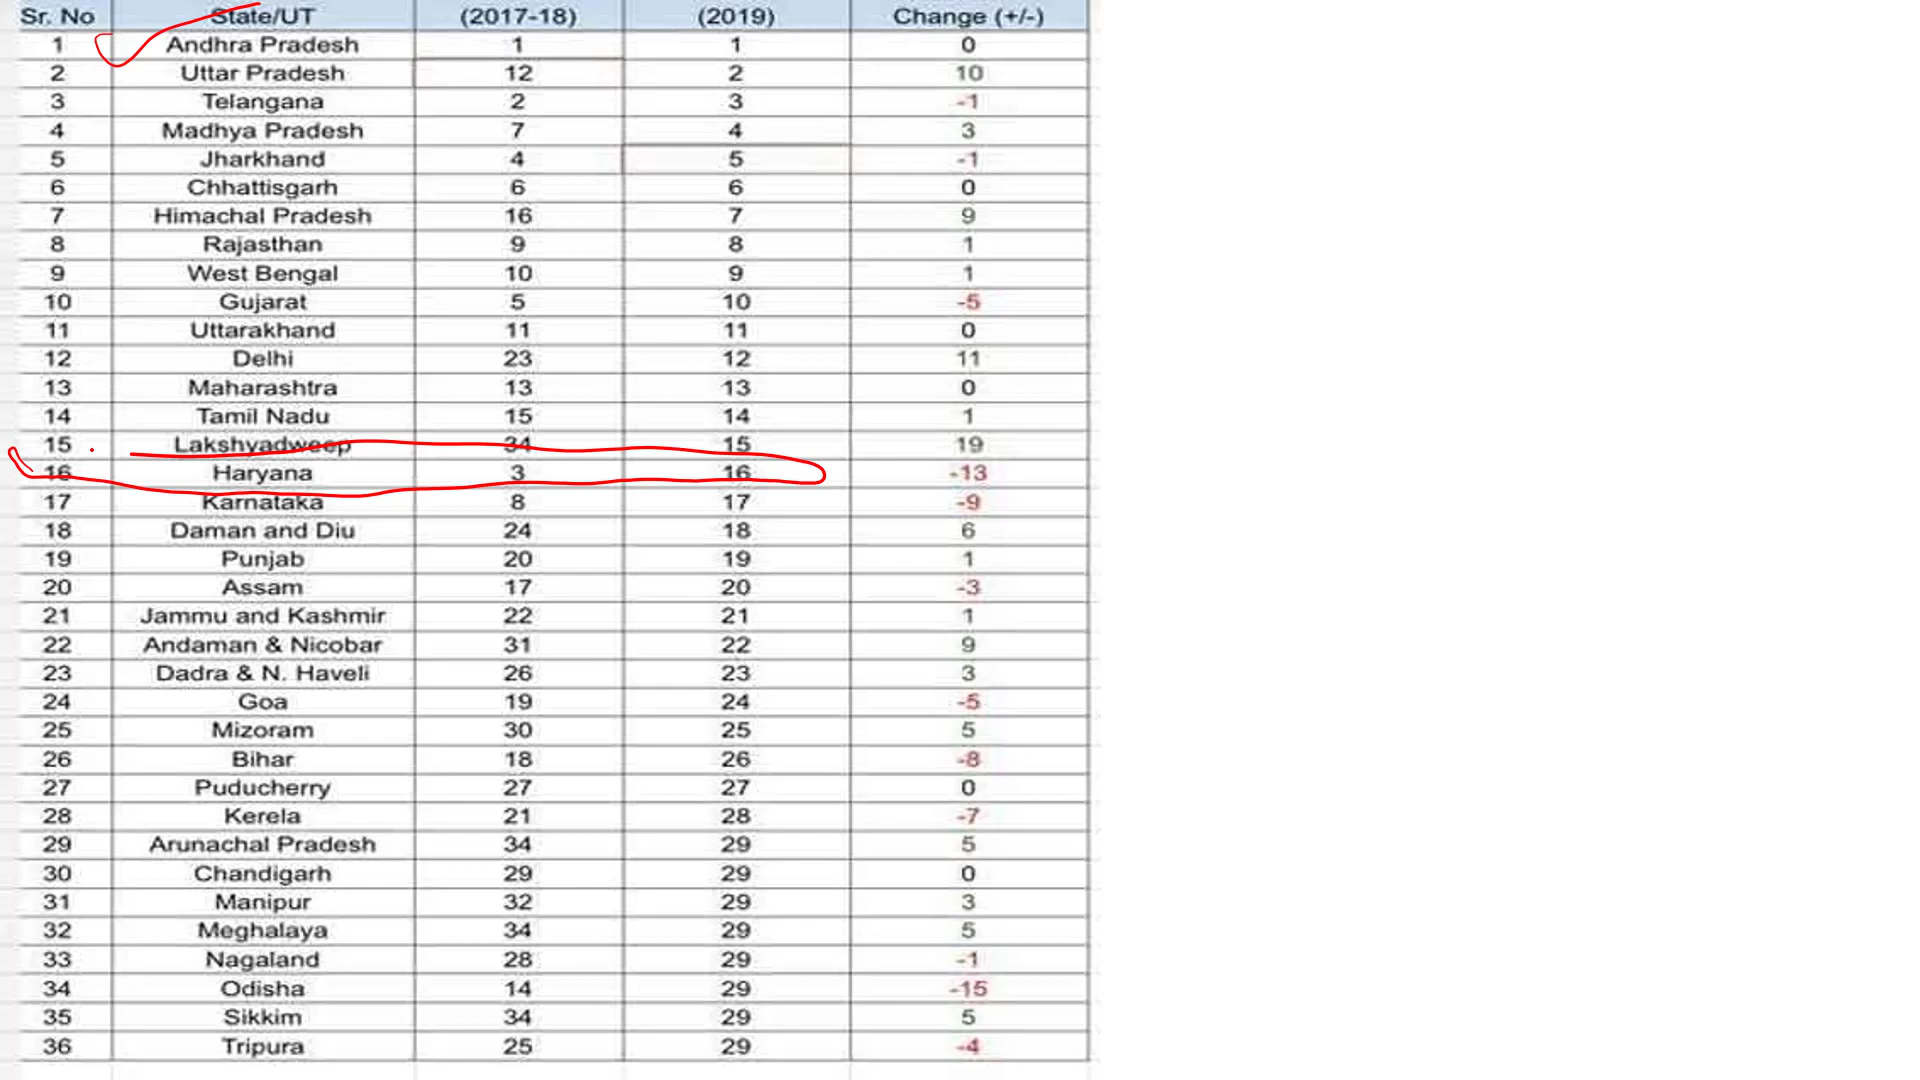 Sr. No State/UT (2017-18) (2019) Change (+/-)
1 Andhra Pradesh 1 1 0
2 Uttar Pradesh 12 2 10
3 Telangana 2 3 -1
4 Madhya Pradesh 7 4 3
5 Jharkhand 4 5 -1
6 Chhattisgarh 6 6 0
7 Himachal Pradesh 16 7 9
8 Rajasthan 9 8 1
9 West Bengal 10 9 1
10 Gujarat 5 10 -5
11 Uttarakhand 11 11 0
12 Delhi 23 12 11
13 Maharashtra 13 13 0
14 Tamil Nadu 15 14 1
15 Lakshyadweep 34 15 19
16 Haryana 3 16 -13
17 Karnataka 8 17 -9
18 Daman and Diu 24 18 6
19 Punjab 20 19 1
20 Assam 17 20 -3
21 Jammu and Kashmir 22 21 1
22 Andaman & Nicobar 31 22 9
23 Dadra & N. Haveli 26 23 3
24 Goa 19 24 -5
25 Mizoram 30 25 5
26 Bihar 18 26 -8
27 Puducherry 27 27 0
28 Kerela 21 28 -7
29 Arunachal Pradesh 34 29 5
30 Chandigarh 29 29 0
31 Manipur 32 29 3
32 Meghalaya 34 29 5
33 Nagaland 28 29 -1
34 Odisha 14 29 -15
35 Sikkim 34 29 5
36 Tripura 25 29 -4